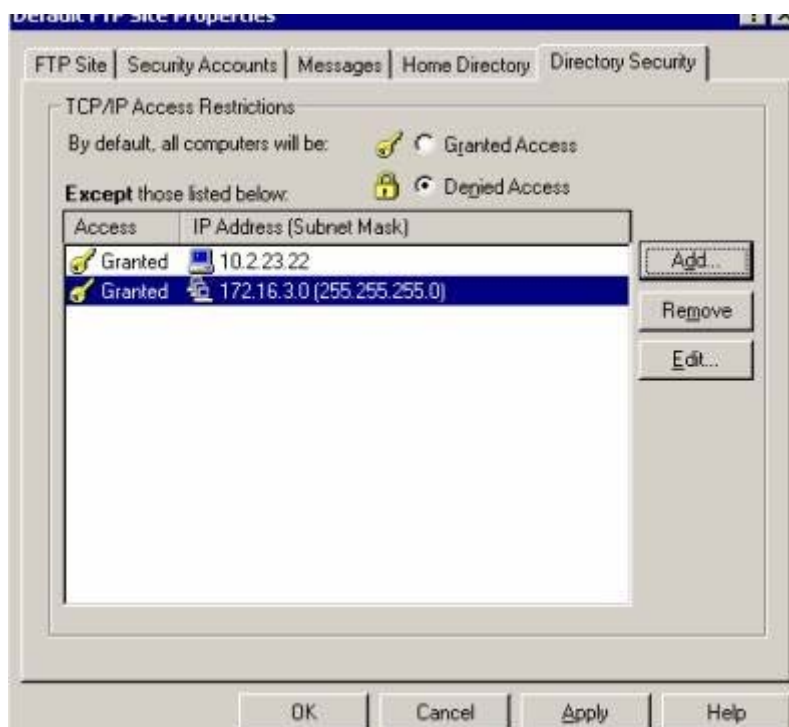 Default FTP Site Properties
FTP Site Security Accounts Messages Home Directory Directory Security
TCP/IP Access Restrictions
By default, all computers will be: Granted Access
Denied Access
Except those listed below:
Access IP Address (Subnet Mask)
Granted 10.2.23.22
Granted 172.16.3.0 (255.255.255.0)
Add...
Remove
Edit...
OK Cancel Apply Help